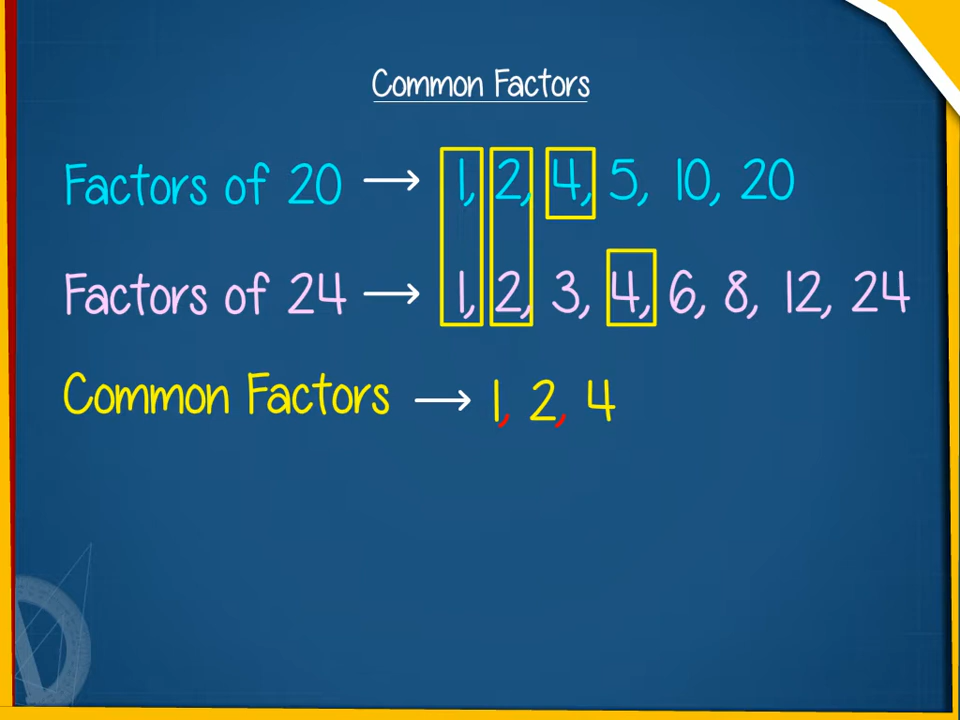 Common Factors
Factors of 20 → 1, 2, 4, 5, 10, 20
Factors of 24 → 1, 2, 3, 4, 6, 8, 12, 24
Common Factors → 1, 2, 4